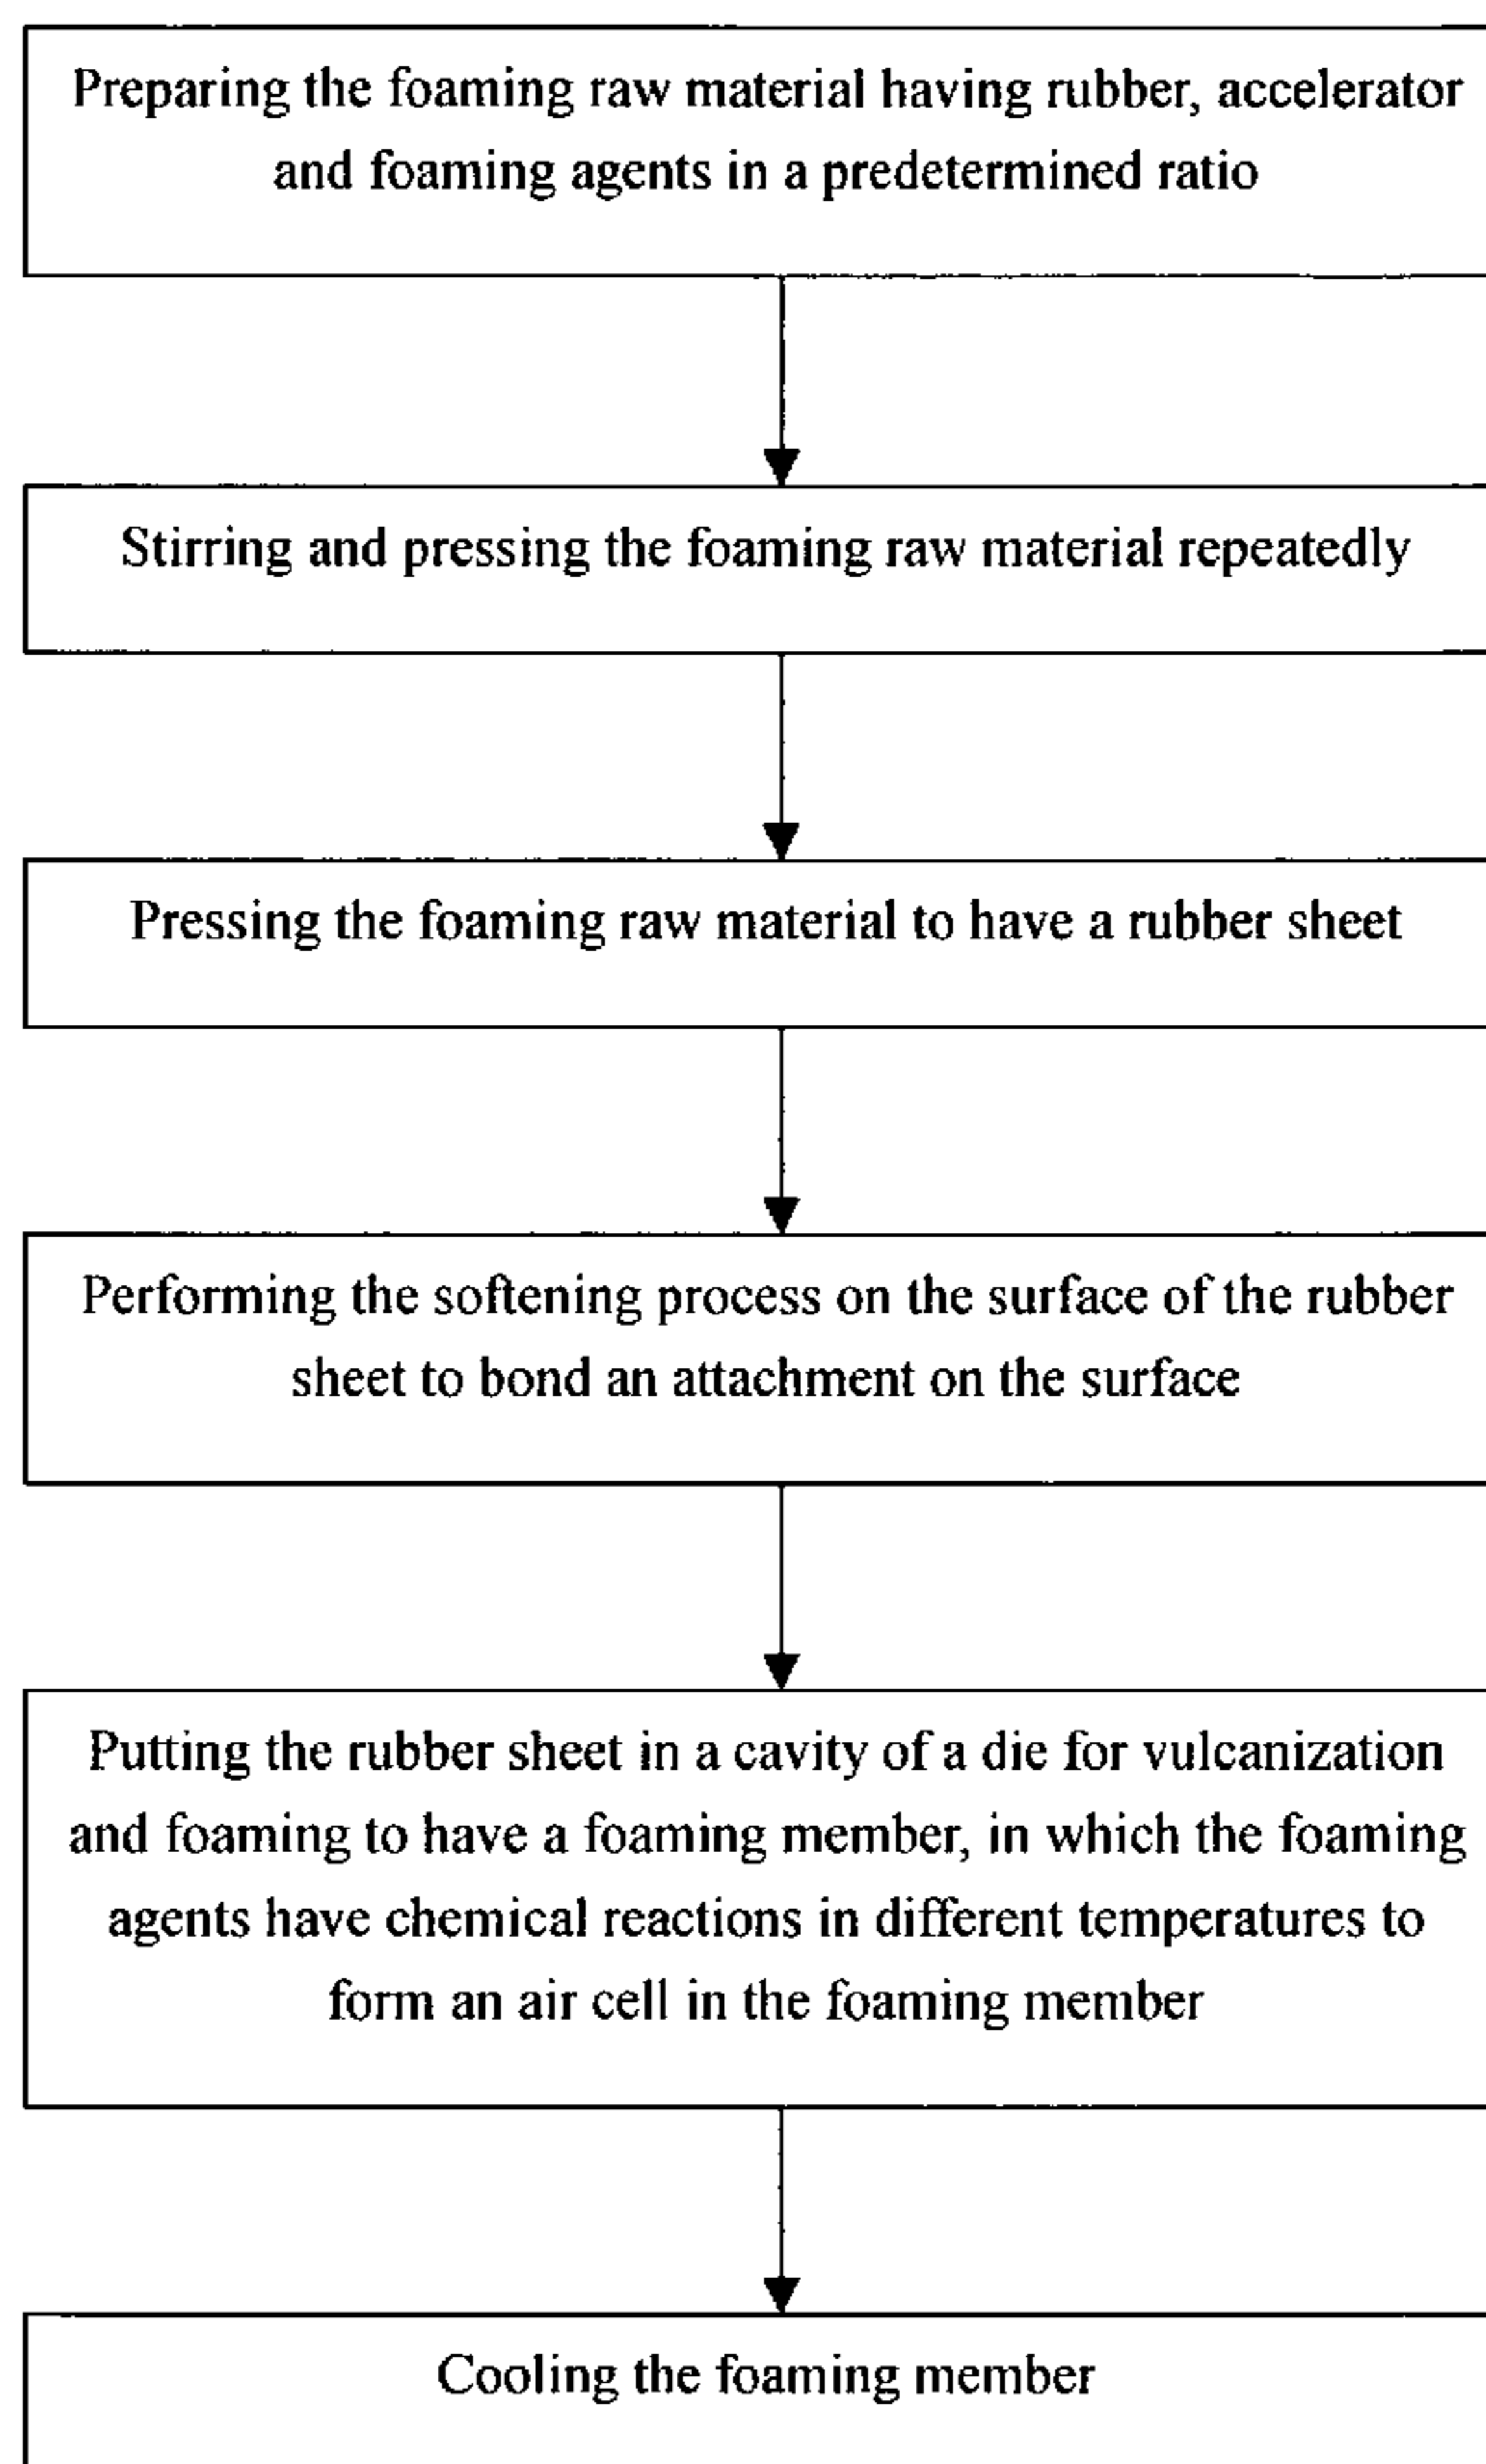 Preparing the foaming raw material having rubber, accelerator
and foaming agents in a predetermined ratio
Stirring and pressing the foaming raw material repeatedly
Pressing the foaming raw material to have a rubber sheet
Performing the softening process on the surface of the rubber
sheet to bond an attachment on the surface
Putting the rubber sheet in a cavity of a die for vulcanization
and foaming to have a foaming member, in which the foaming
agents have chemical reactions in different temperatures to
form an air cell in the foaming member
Cooling the foaming member